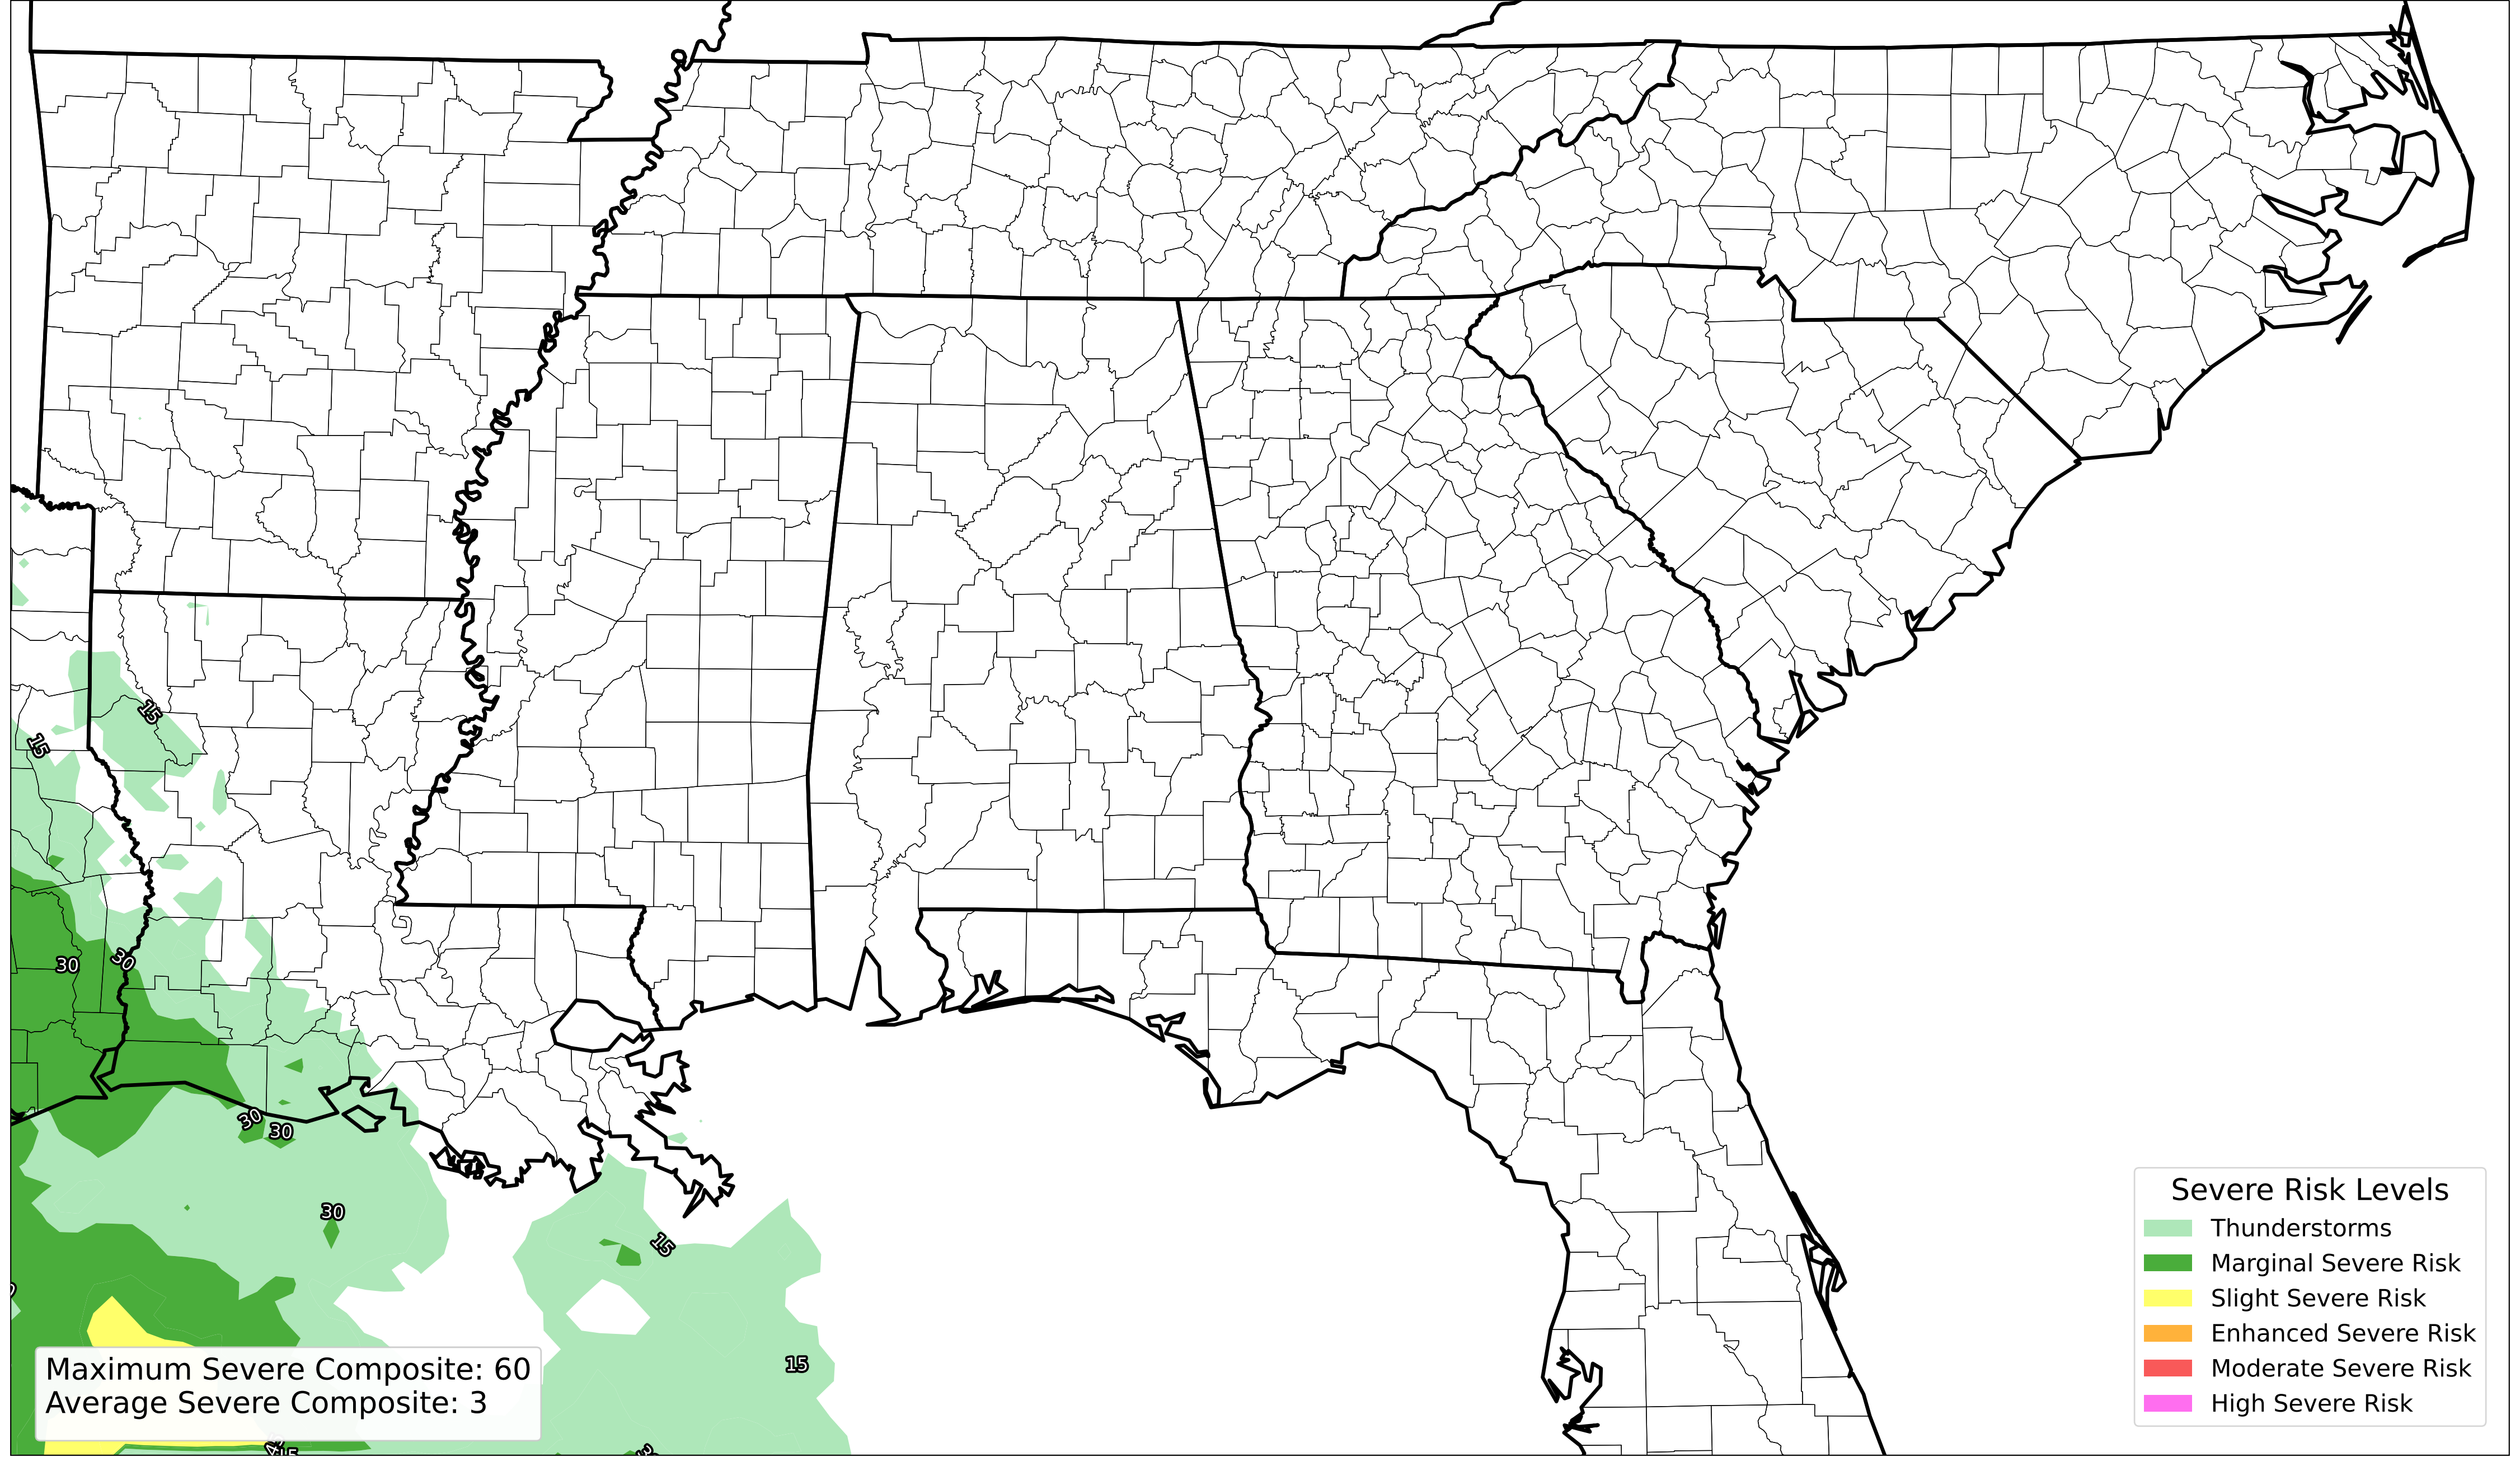 15
15
30
30
30
30
30
15
15
Maximum Severe Composite: 60
Average Severe Composite: 3
Severe Risk Levels
Thunderstorms
Marginal Severe Risk
Slight Severe Risk
Enhanced Severe Risk
Moderate Severe Risk
High Severe Risk